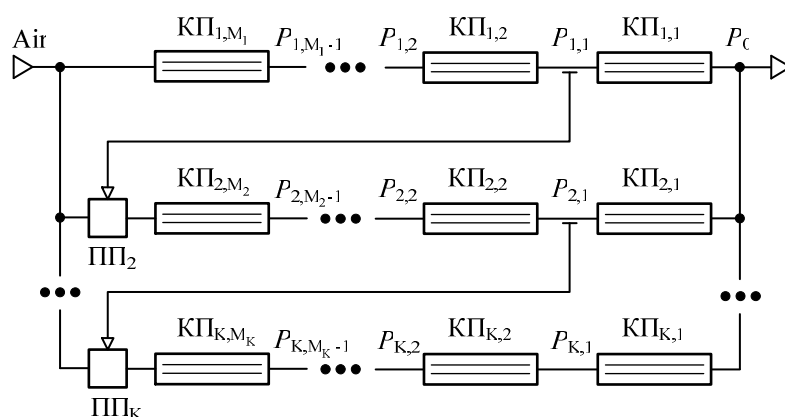 Air КП1,M1 P1,M1-1 P1,2 КП1,2 P1,1 КП1,1 P0
КП2,M2 P2,M2-1 P2,2 КП2,2 P2,1 КП2,1
ПП2
КПK,MK PK,MK-1 PK,2 КПK,2 PK,1 КПK,1
ППK